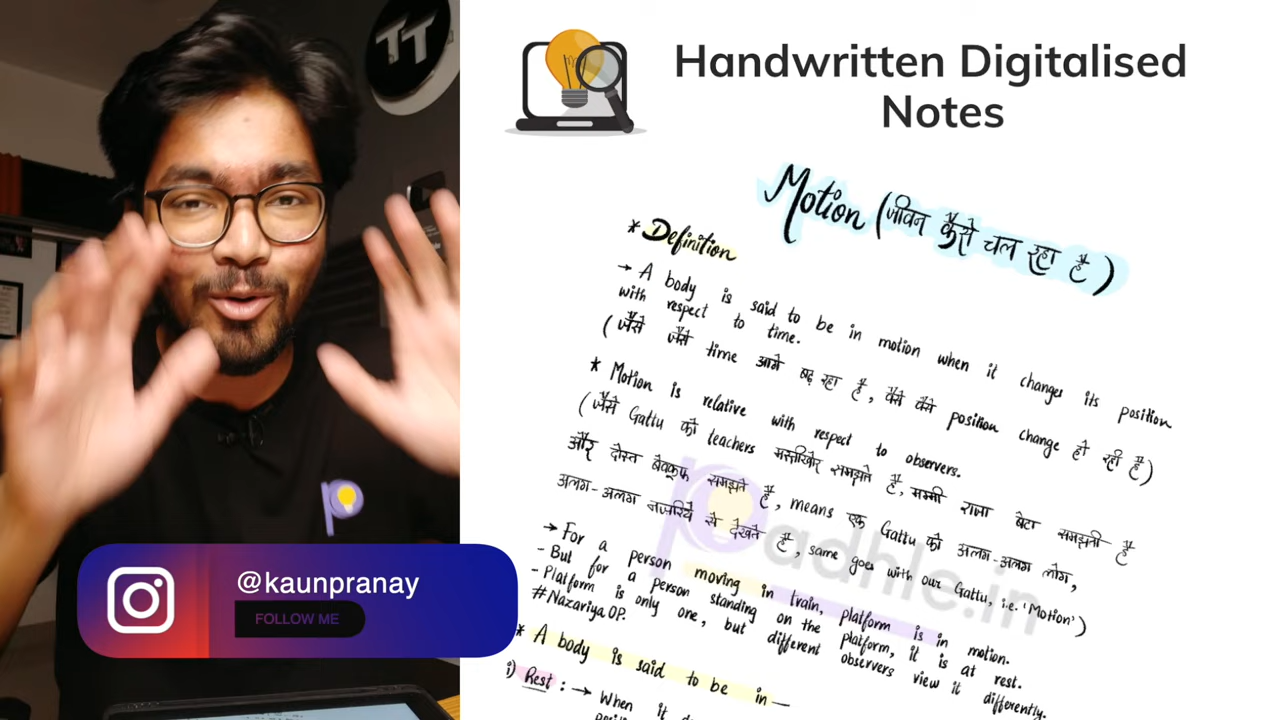 TT
Handwritten Digitalised
Notes
Motion (जीवन कैसे चल रहा है)
* Definition
→ A body is said to be in motion when it changes its position
with respect to time.
(जैसे जैसे time आगे बढ़ रहा है, वैसे वैसे position change हो रही है)
* Motion is relative with respect to observers.
(जैसे Gattu को teachers मस्तीखोर समझते है, मम्मी राजा बेटा समझती है
और दोस्त बेवकूफ समझते है, means एक Gattu को अलग-अलग लोग,
अलग-अलग नजरिये से देखते है, same goes with our Gattu, i.e. 'Motion')
→ For a person moving in train, platform is in motion.
- But for a person standing on the platform, it is at rest.
- Platform is only one, but different observers view it differently.
#Nazariya OP.
* A body is said to be in—
i) Rest : → When it
padhle.in
@kaunpranay
FOLLOW ME